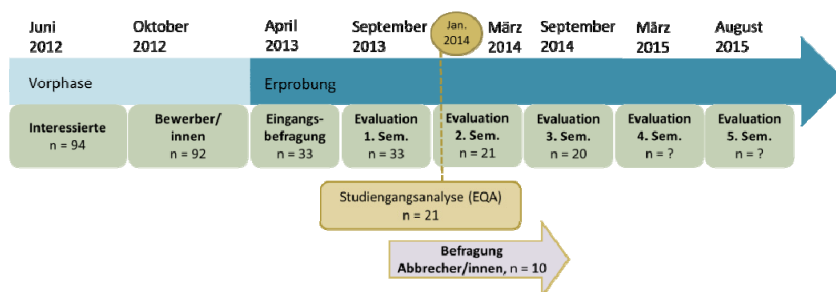 Juni 2012
Oktober 2012
April 2013
September 2013
Jan. 2014
März 2014
September 2014
März 2015
August 2015
Vorphase
Erprobung
Interessierte
n = 94
Bewerber/
innen
n = 92
Eingangs-
befragung
n = 33
Evaluation
1. Sem.
n = 33
Evaluation
2. Sem.
n = 21
Evaluation
3. Sem.
n = 20
Evaluation
4. Sem.
n = ?
Evaluation
5. Sem.
n = ?
Studiengangsanalyse (EQA)
n = 21
Befragung
Abbrecher/innen, n = 10